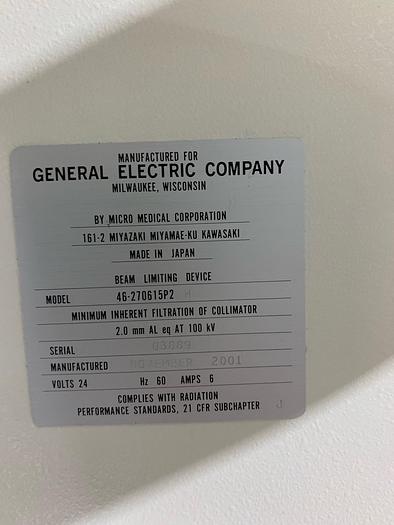 MANUFACTURED FOR
GENERAL ELECTRIC COMPANY
MILWAUKEE, WISCONSIN
BY MICRO MEDICAL CORPORATION
161-2 MIYAZAKI MIYAMAE-KU KAWASAKI
MADE IN JAPAN
BEAM LIMITING DEVICE
MODEL 46-270615P2 H
MINIMUM INHERENT FILTRATION OF COLLIMATOR
2.0 mm AL eq AT 100 kV
SERIAL
MANUFACTURED NOVEMBER 2001
VOLTS 24 Hz 60 AMPS 6
COMPLIES WITH RADIATION
PERFORMANCE STANDARDS, 21 CFR SUBCHAPTER J